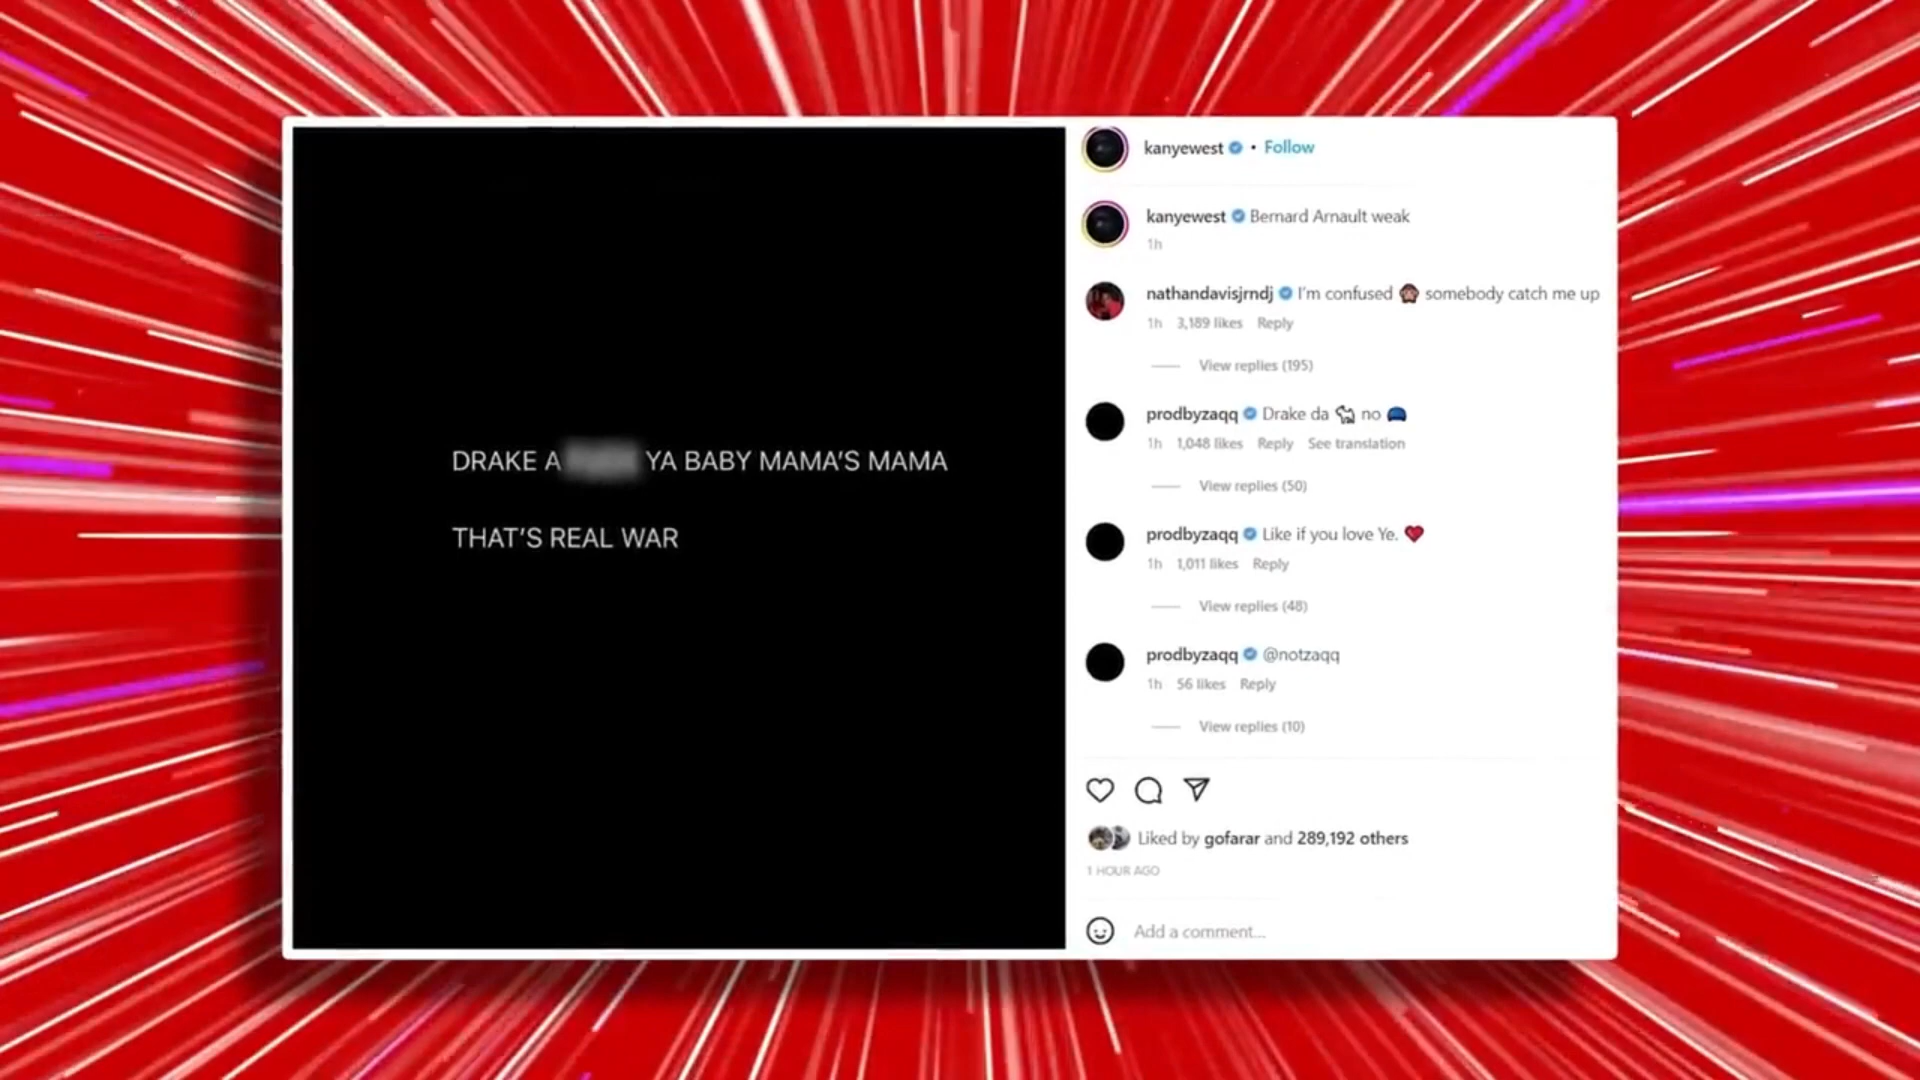 DRAKE A YA BABY MAMA'S MAMA
THAT'S REAL WAR
kanyewest • Follow
kanyewest Bernard Arnault weak
1h
nathandavisjrndj I'm confused 🙈 somebody catch me up
1h 3,189 likes Reply
View replies (195)
prodbyzaqq Drake da 🐐 no 🧢
1h 1,048 likes Reply See translation
View replies (50)
prodbyzaqq Like if you love Ye. ❤️
1h 1,011 likes Reply
View replies (48)
prodbyzaqq @notzaqq
1h 56 likes Reply
View replies (10)
Liked by gofarar and 289,192 others
1 HOUR AGO
Add a comment...